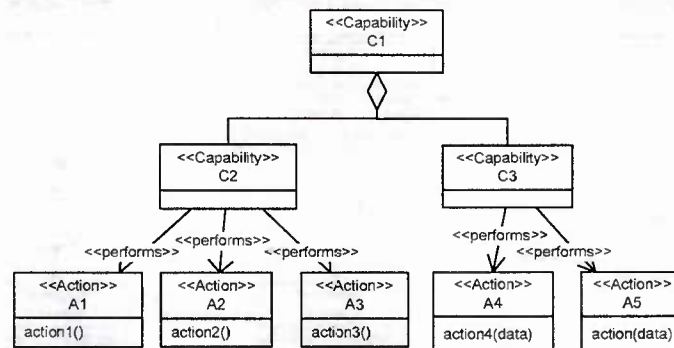 <<Capability>>
C1
<<Capability>>
C2
<<Capability>>
C3
<<performs>>
<<performs>>
<<performs>>
<<performs>>
<<performs>>
<<Action>>
A1
action1()
<<Action>>
A2
action2()
<<Action>>
A3
action3()
<<Action>>
A4
action4(data)
<<Action>>
A5
action(data)